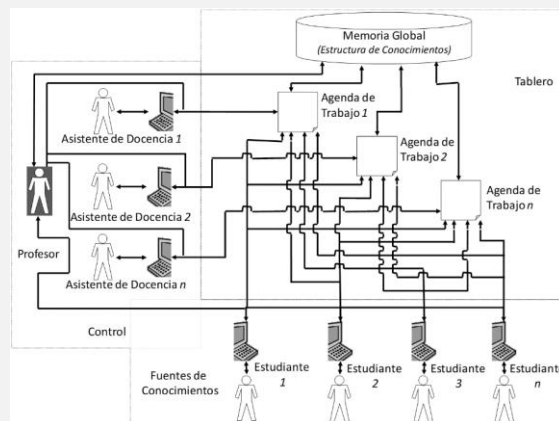 Memoria Global
(Estructura de Conocimientos)
Tablero
Agenda de
Trabajo 1
Asistente de Docencia 1
Agenda de
Trabajo 2
Asistente de Docencia 2
Agenda de
Trabajo n
Profesor
Asistente de Docencia n
Control
Fuentes de
Conocimientos
Estudiante
1
Estudiante
2
Estudiante
3
Estudiante
n